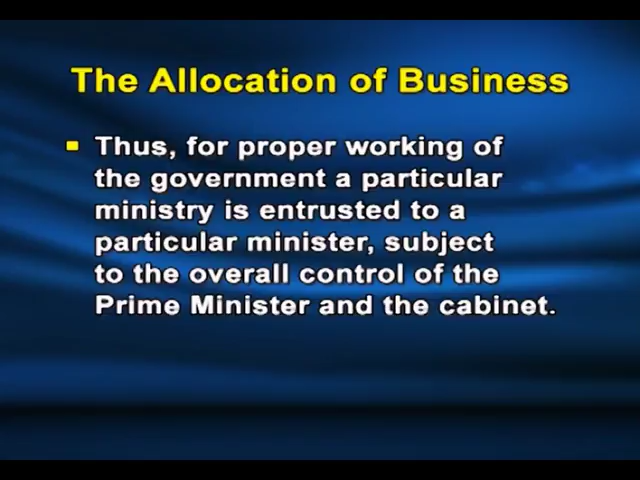 The Allocation of Business
Thus, for proper working of
the government a particular
ministry is entrusted to a
particular minister, subject
to the overall control of the
Prime Minister and the cabinet.